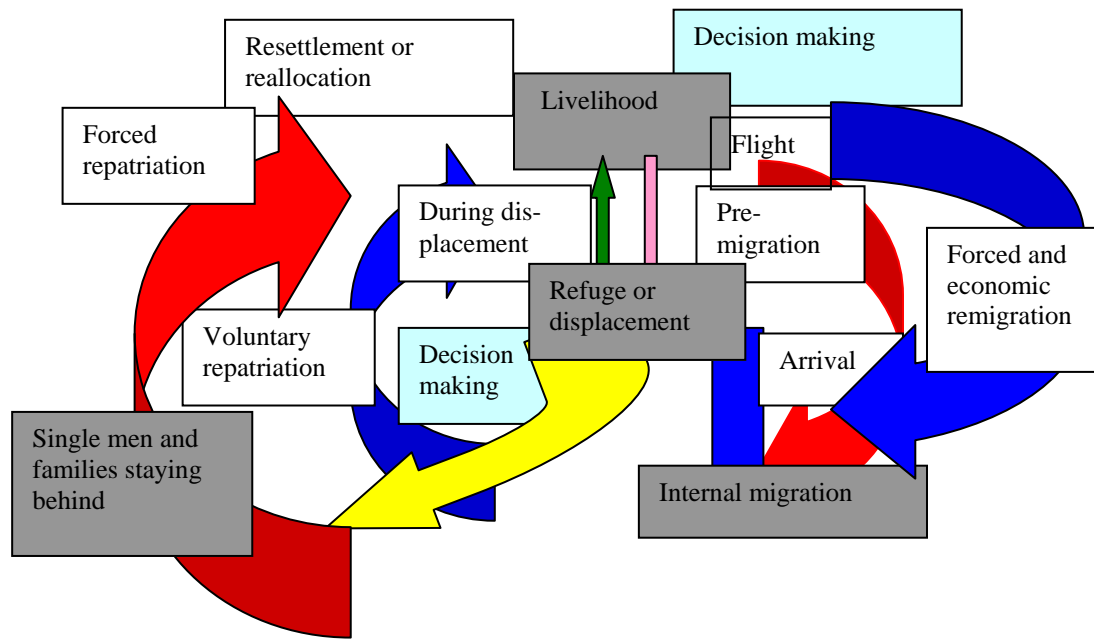 Resettlement or
reallocation
Decision making
Livelihood
Forced
repatriation
Flight
During dis-
placement
Pre-
migration
Forced and
economic
remigration
Refuge or
displacement
Voluntary
repatriation
Decision
making
Arrival
Single men and
families staying
behind
Internal migration